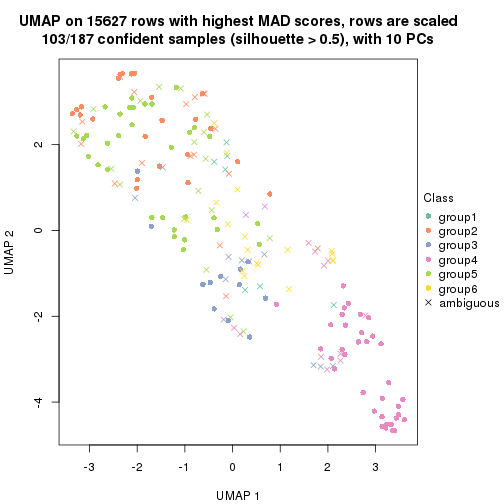 UMAP on 15627 rows with highest MAD scores, rows are scaled
103/187 confident samples (silhouette > 0.5), with 10 PCs
2
0
-2
-4
UMAP 2
-3 -2 -1 0 1 2 3
UMAP 1
Class
group1
group2
group3
group4
group5
group6
ambiguous